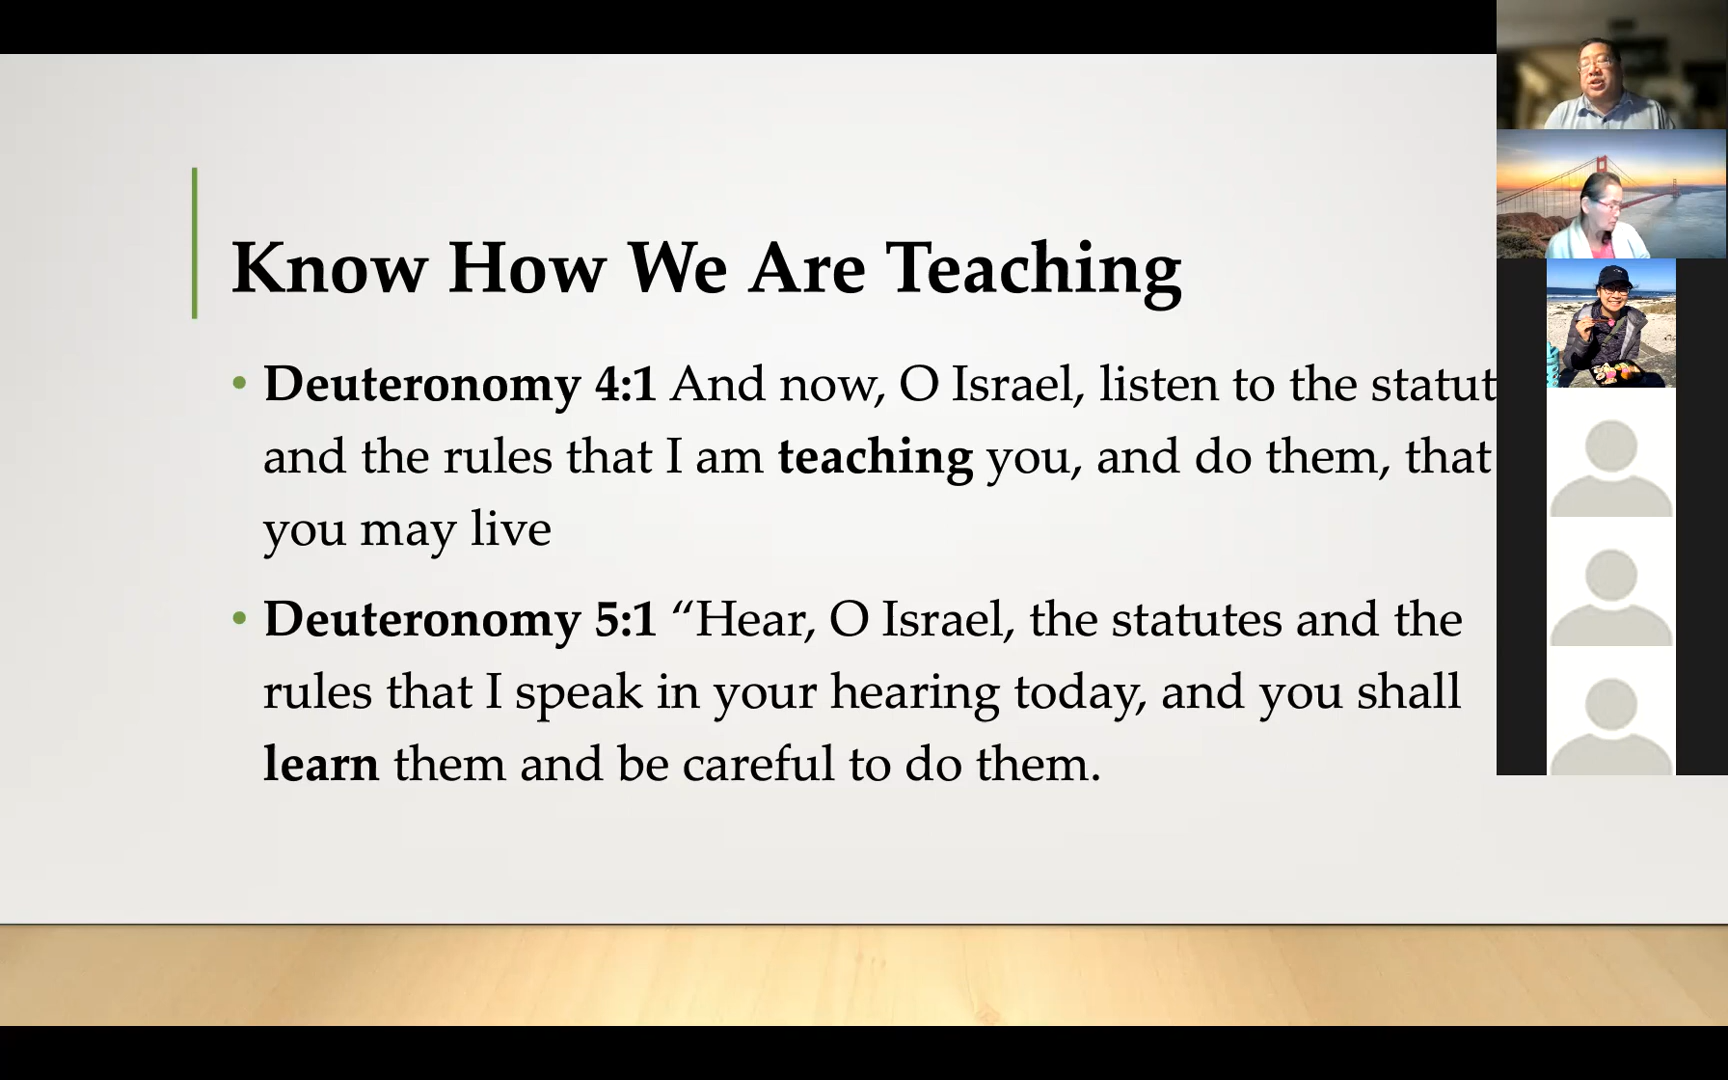 Know How We Are Teaching
• Deuteronomy 4:1 And now, O Israel, listen to the statut
and the rules that I am teaching you, and do them, that
you may live
• Deuteronomy 5:1 “Hear, O Israel, the statutes and the
rules that I speak in your hearing today, and you shall
learn them and be careful to do them.